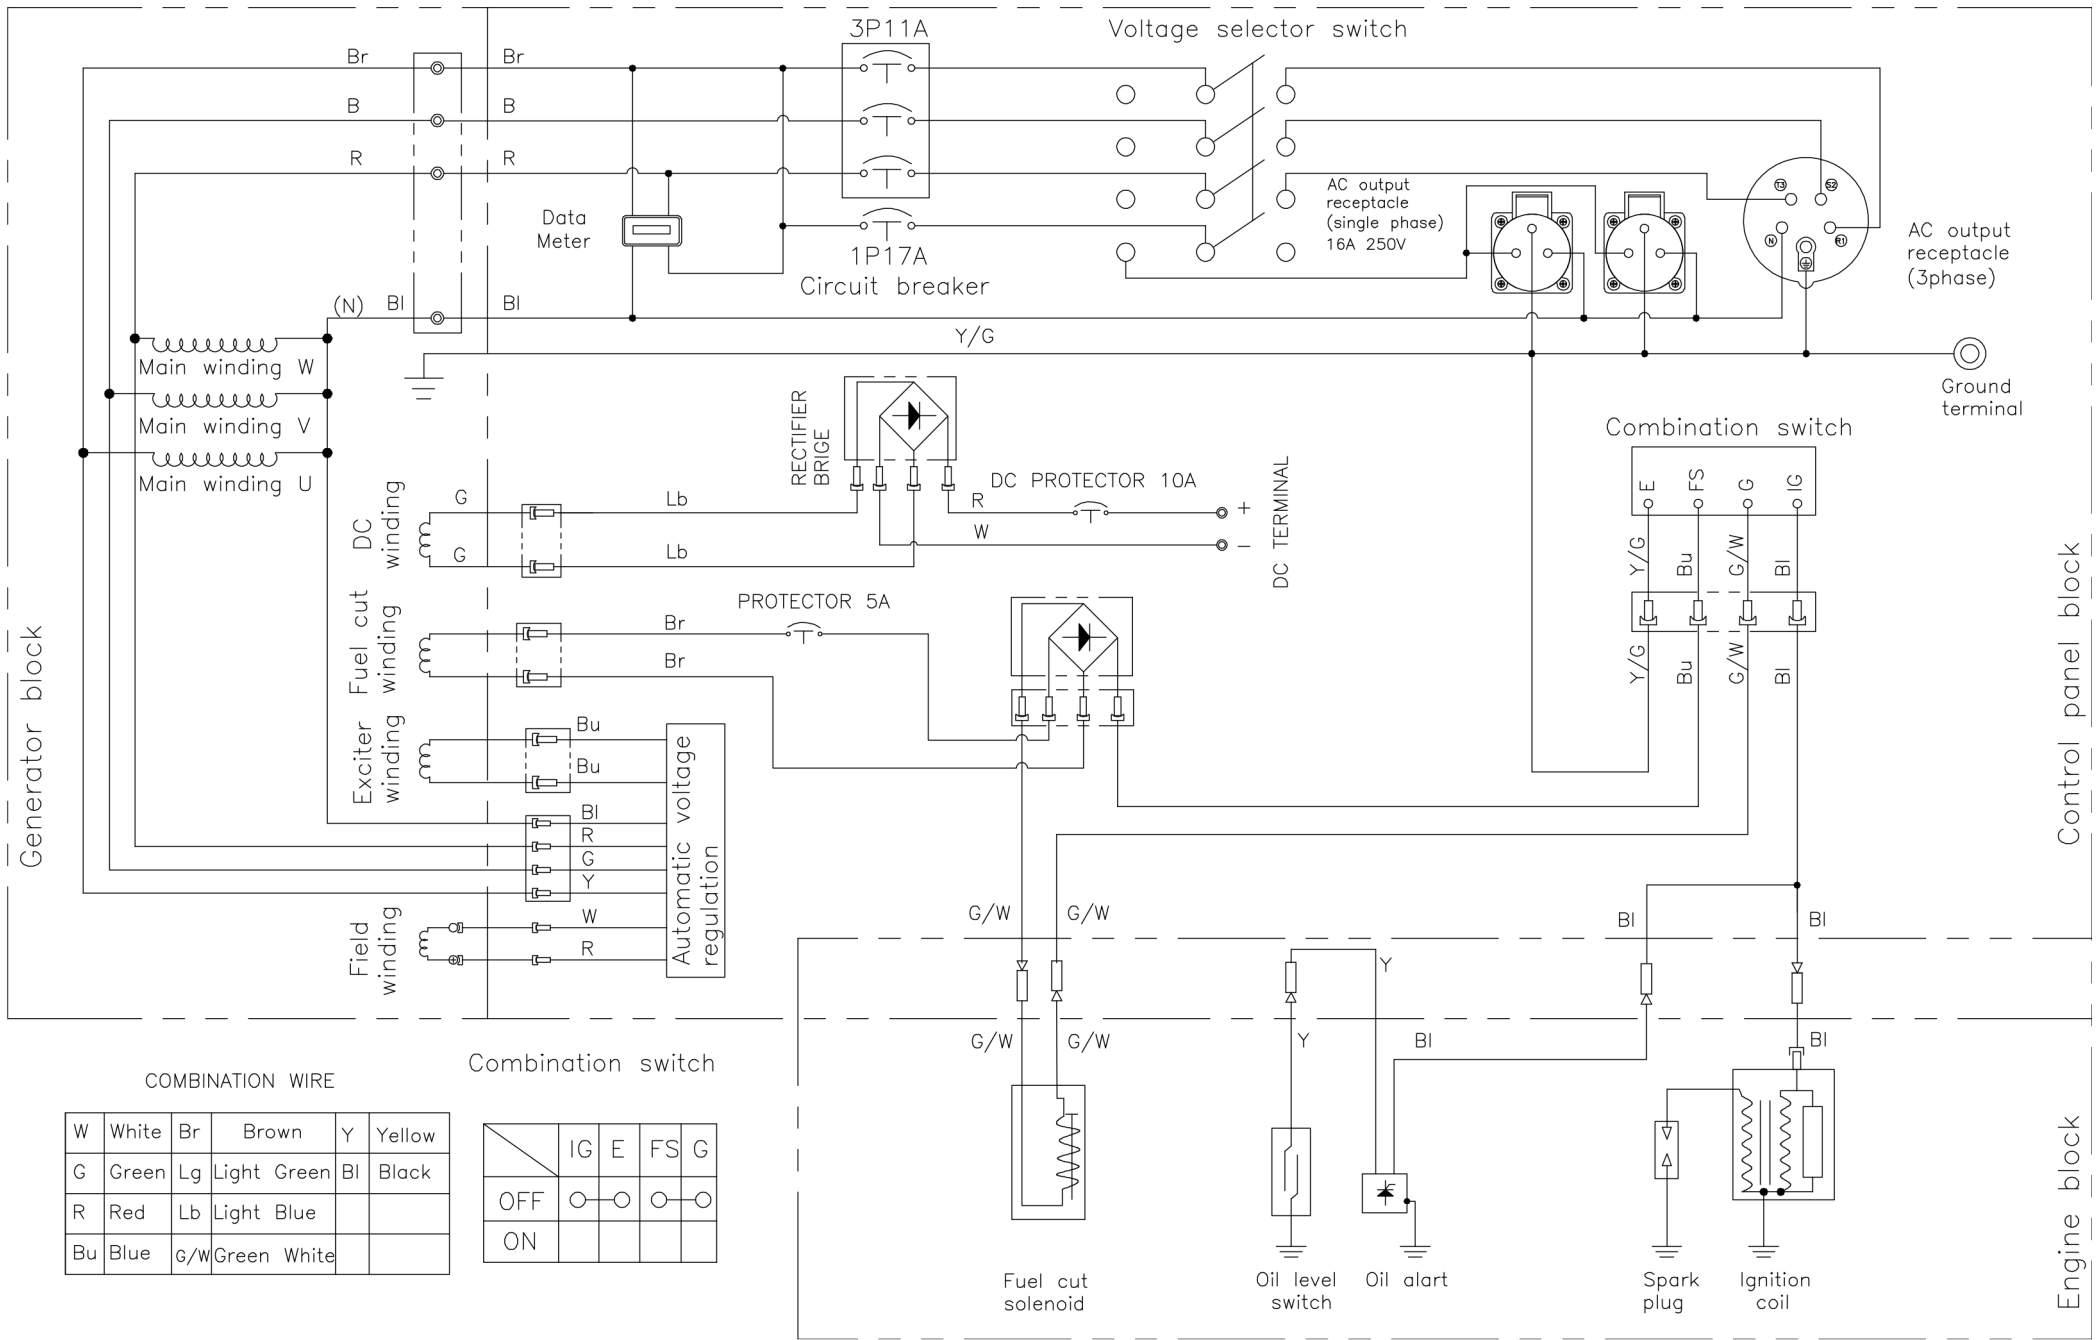 3P11A
Voltage selector switch
Br
Br
B
B
R
R
Data
Meter
1P17A
Circuit breaker
AC output
receptacle
(single phase)
16A 250V
T3
S2
N
R1
AC output
receptacle
(3phase)
(N)
Bl
Bl
Y/G
Main winding W
Main winding V
Main winding U
Ground
terminal
RECTIFIER
BRIGE
DC PROTECTOR 10A
R
W
+
-
DC TERMINAL
Combination switch
E
FS
G
IG
Y/G
Bu
G/W
Bl
Y/G
Bu
G/W
Bl
DC
winding
G
G
Lb
Lb
Fuel cut
winding
PROTECTOR 5A
Br
Br
Exciter
winding
Bu
Bu
Bl
R
G
Y
W
R
Automatic voltage
regulation
Field
winding
Generator block
Control panel block
G/W
G/W
Bl
Bl
Y
G/W
G/W
Y
Bl
Bl
Fuel cut
solenoid
Oil level
switch
Oil alart
Spark
plug
Ignition
coil
Engine block
COMBINATION WIRE
W White Br Brown Y Yellow
G Green Lg Light Green Bl Black
R Red Lb Light Blue
Bu Blue G/W Green White
Combination switch
IG E FS G
OFF
ON